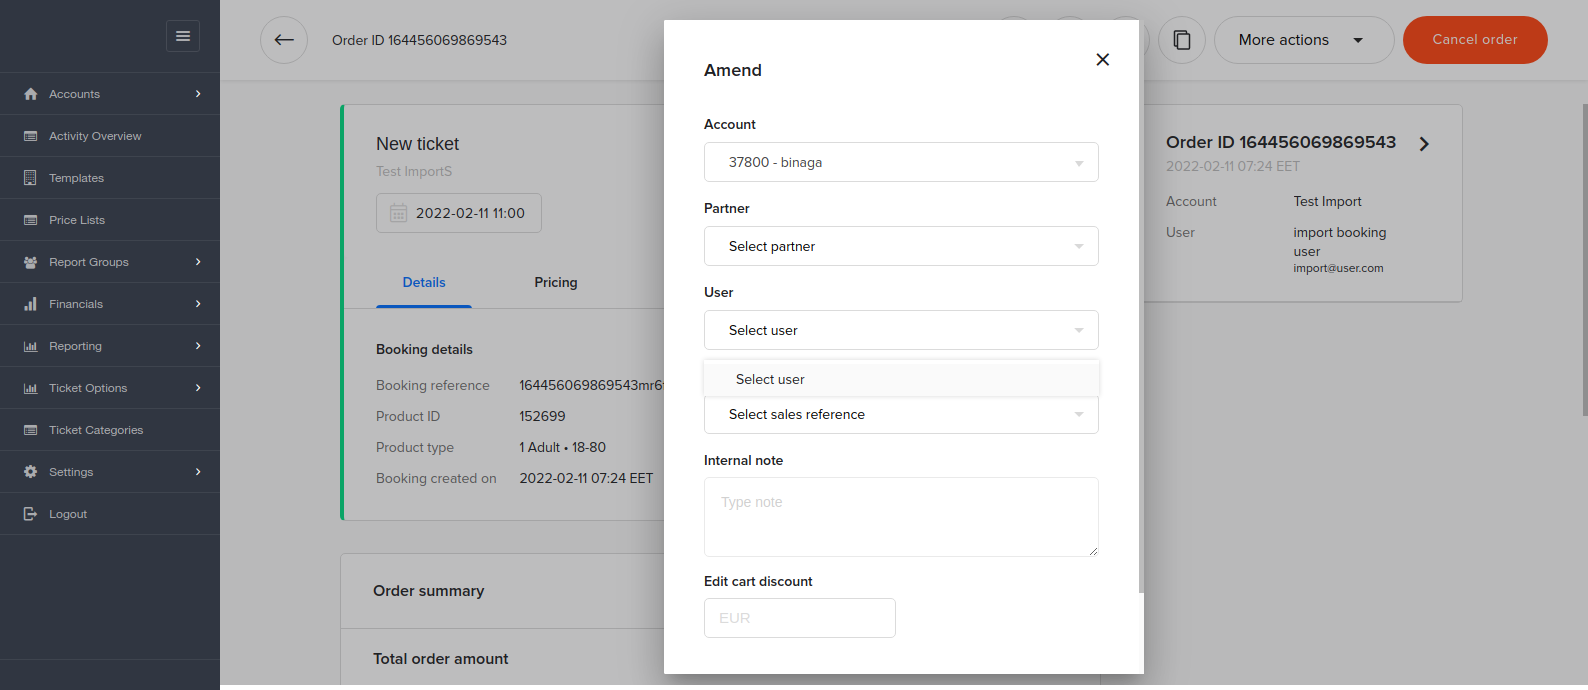 Order ID 164456069869543
More actions
Cancel order
Accounts
Activity Overview
Templates
Price Lists
Report Groups
Financials
Reporting
Ticket Options
Ticket Categories
Settings
Logout
New ticket
Test ImportS
2022-02-11 11:00
Details
Pricing
Booking details
Booking reference 164456069869543mr6
Product ID 152699
Product type 1 Adult • 18-80
Booking created on 2022-02-11 07:24 EET
Order summary
Total order amount
Amend
Account
37800 - binaga
Partner
Select partner
User
Select user
Select user
Select sales reference
Internal note
Type note
Edit cart discount
EUR
Order ID 164456069869543
2022-02-11 07:24 EET
Account Test Import
User import booking
user
import@user.com